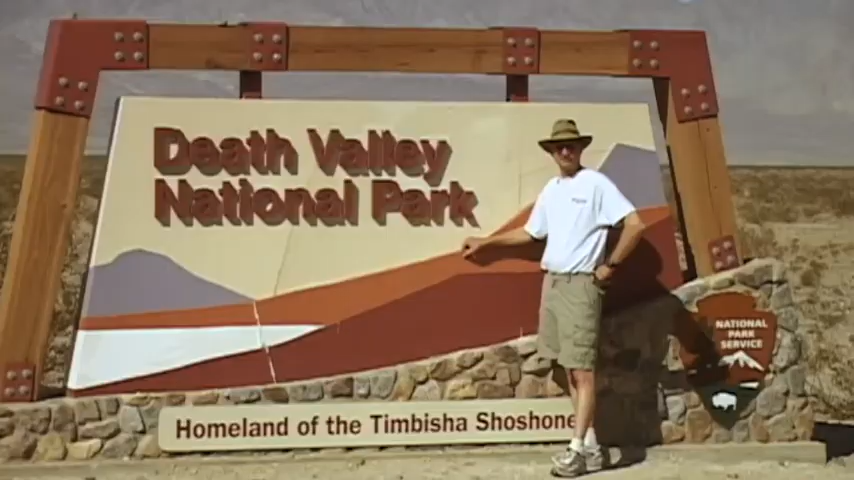 Death Valley
National Park
NATIONAL
PARK
SERVICE
Homeland of the Timbisha Shoshone